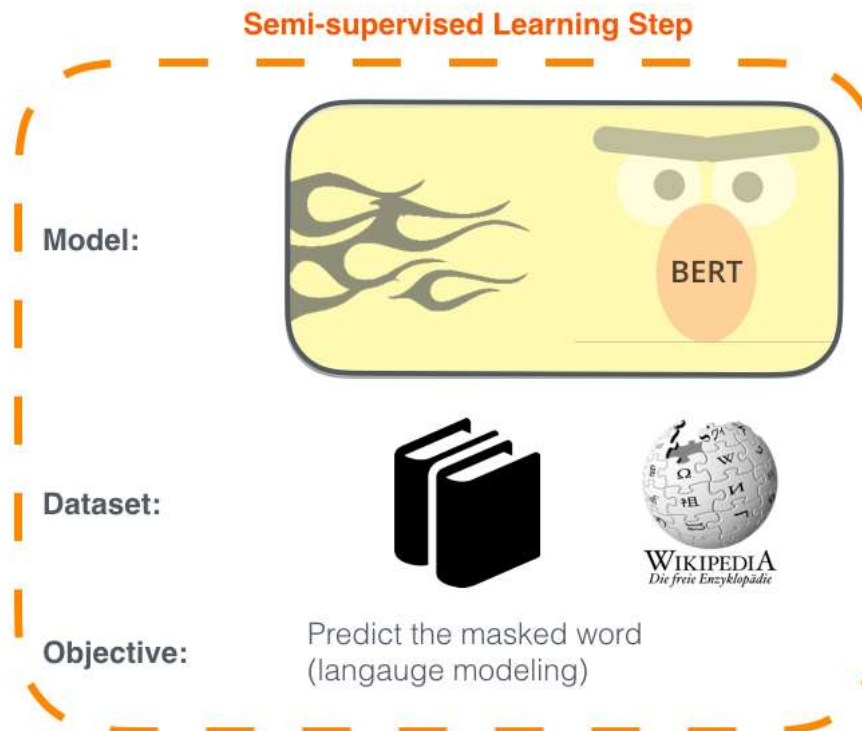 Semi-supervised Learning Step
Model:
BERT
Dataset:
WIKIPEDIA
Die freie Enzyklopädie
Objective:
Predict the masked word
(langauge modeling)